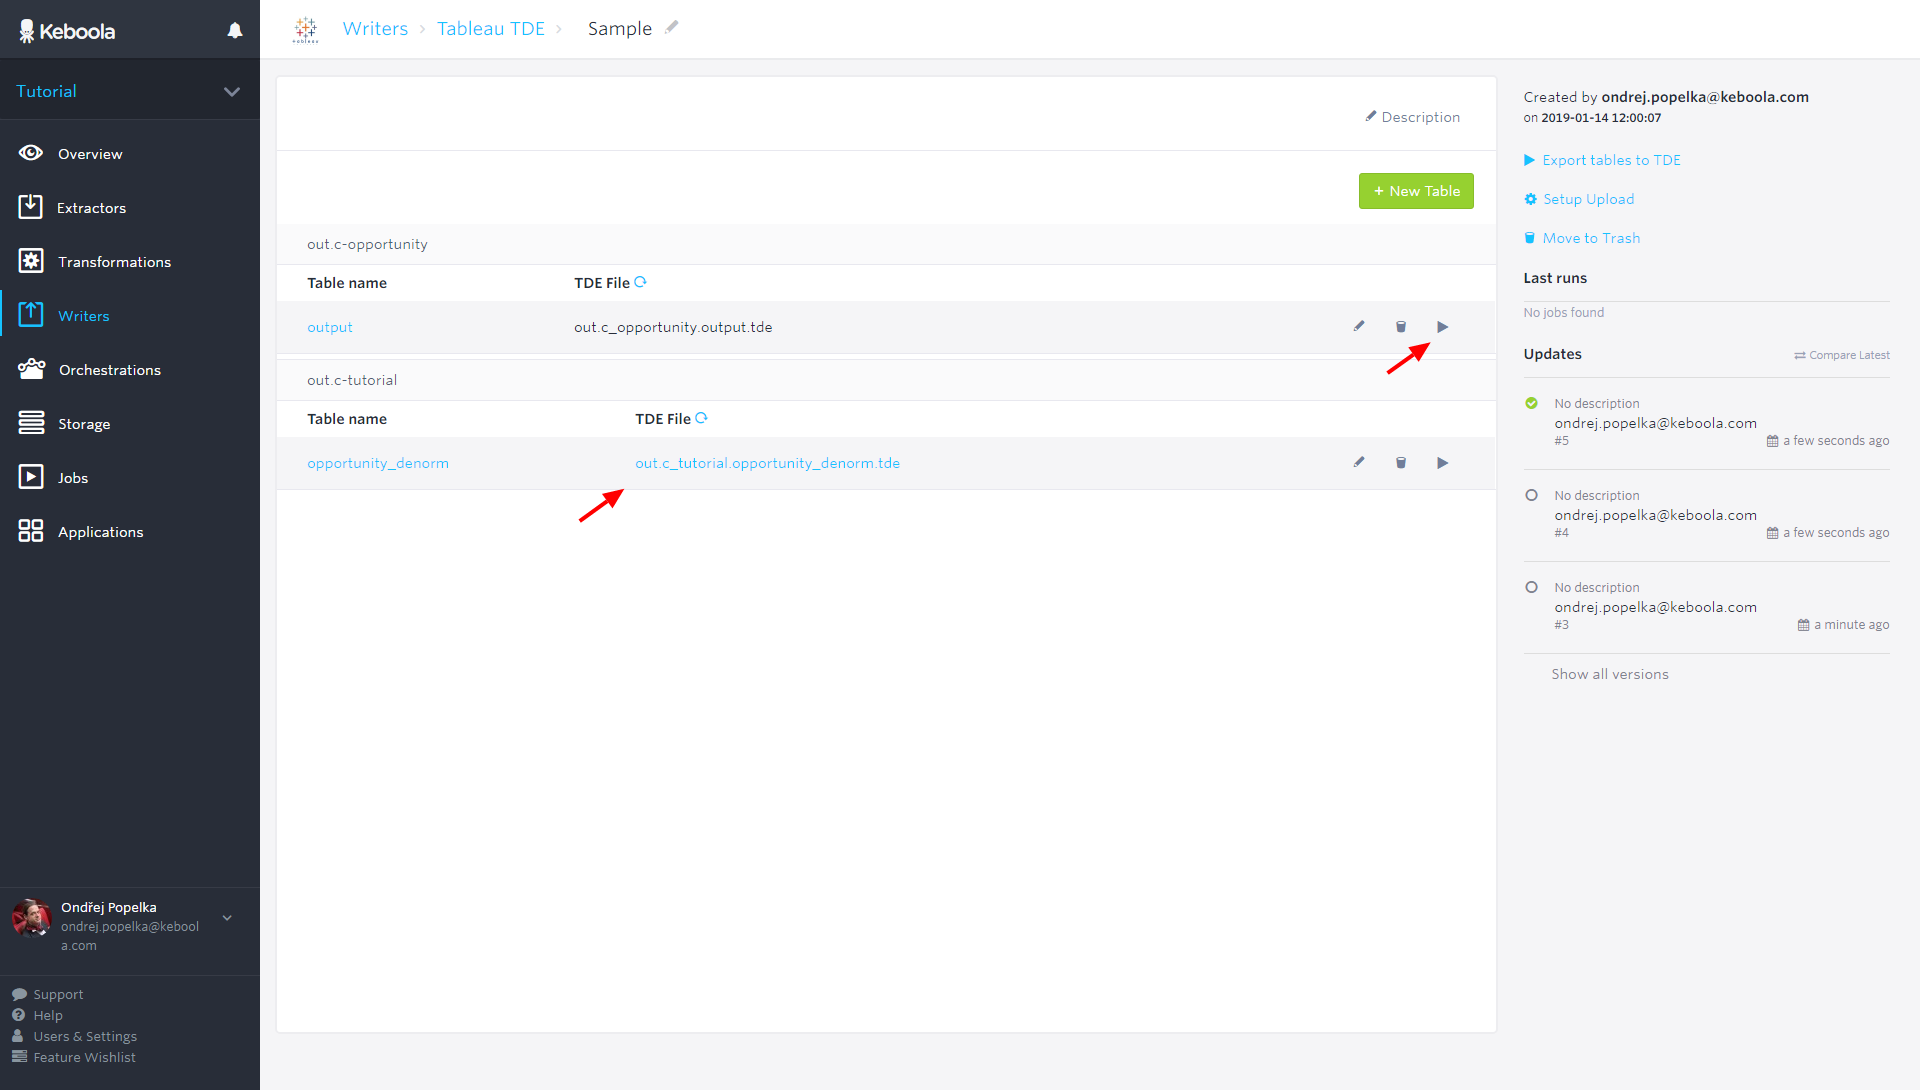 Keboola
Tutorial
Overview
Extractors
Transformations
Writers
Orchestrations
Storage
Jobs
Applications
Ondřej Popelka
ondrej.popelka@kebool
a.com
Support
Help
Users & Settings
Feature Wishlist
+ableau
Writers › Tableau TDE › Sample
Description
+ New Table
out.c-opportunity
Table name TDE File
output out.c_opportunity.output.tde
out.c-tutorial
Table name TDE File
opportunity_denorm out.c_tutorial.opportunity_denorm.tde
Created by ondrej.popelka@keboola.com
on 2019-01-14 12:00:07
Export tables to TDE
Setup Upload
Move to Trash
Last runs
No jobs found
Updates Compare Latest
No description
ondrej.popelka@keboola.com
#5 a few seconds ago
No description
ondrej.popelka@keboola.com
#4 a few seconds ago
No description
ondrej.popelka@keboola.com
#3 a minute ago
Show all versions